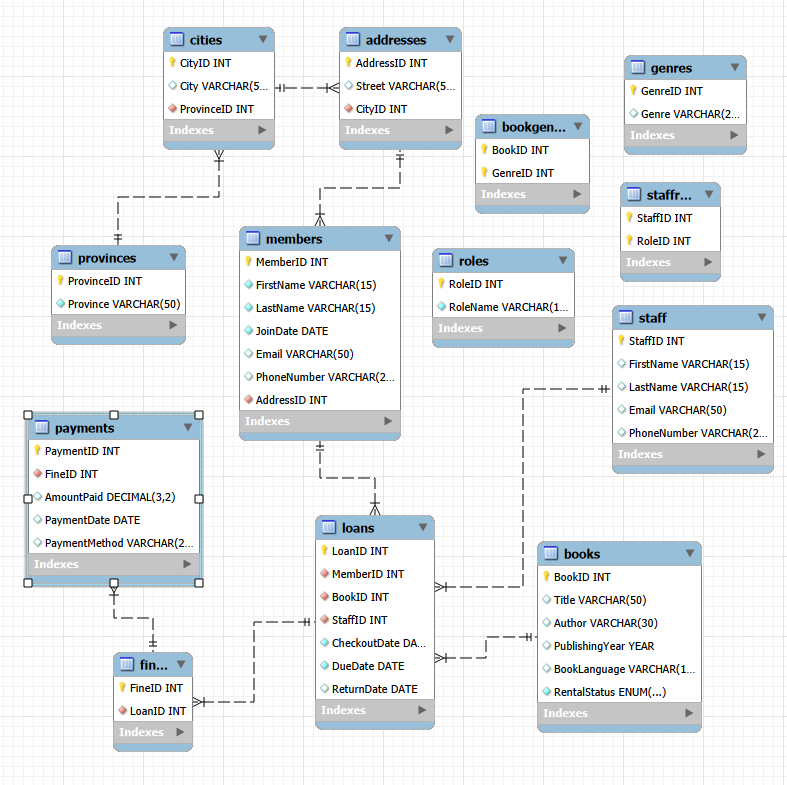 cities
CityID INT
City VARCHAR(5...
ProvinceID INT
Indexes
addresses
AddressID INT
Street VARCHAR(5...
CityID INT
Indexes
genres
GenreID INT
Genre VARCHAR(2...
Indexes
bookgen...
BookID INT
GenreID INT
Indexes
staffr...
StaffID INT
RoleID INT
Indexes
provinces
ProvinceID INT
Province VARCHAR(50)
Indexes
members
MemberID INT
FirstName VARCHAR(15)
LastName VARCHAR(15)
JoinDate DATE
Email VARCHAR(50)
PhoneNumber VARCHAR(2...
AddressID INT
Indexes
roles
RoleID INT
RoleName VARCHAR(1...
Indexes
staff
StaffID INT
FirstName VARCHAR(15)
LastName VARCHAR(15)
Email VARCHAR(50)
PhoneNumber VARCHAR(2...
Indexes
payments
PaymentID INT
FineID INT
AmountPaid DECIMAL(3,2)
PaymentDate DATE
PaymentMethod VARCHAR(2...
Indexes
loans
LoanID INT
MemberID INT
BookID INT
StaffID INT
CheckoutDate DA...
DueDate DATE
ReturnDate DATE
Indexes
books
BookID INT
Title VARCHAR(50)
Author VARCHAR(30)
PublishingYear YEAR
BookLanguage VARCHAR(1...
RentalStatus ENUM(...)
Indexes
fin...
FineID INT
LoanID INT
Indexes